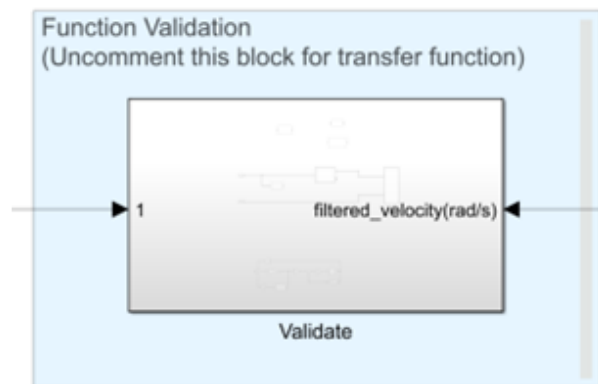 Function Validation
(Uncomment this block for transfer function)
1
filtered_velocity(rad/s)
Validate